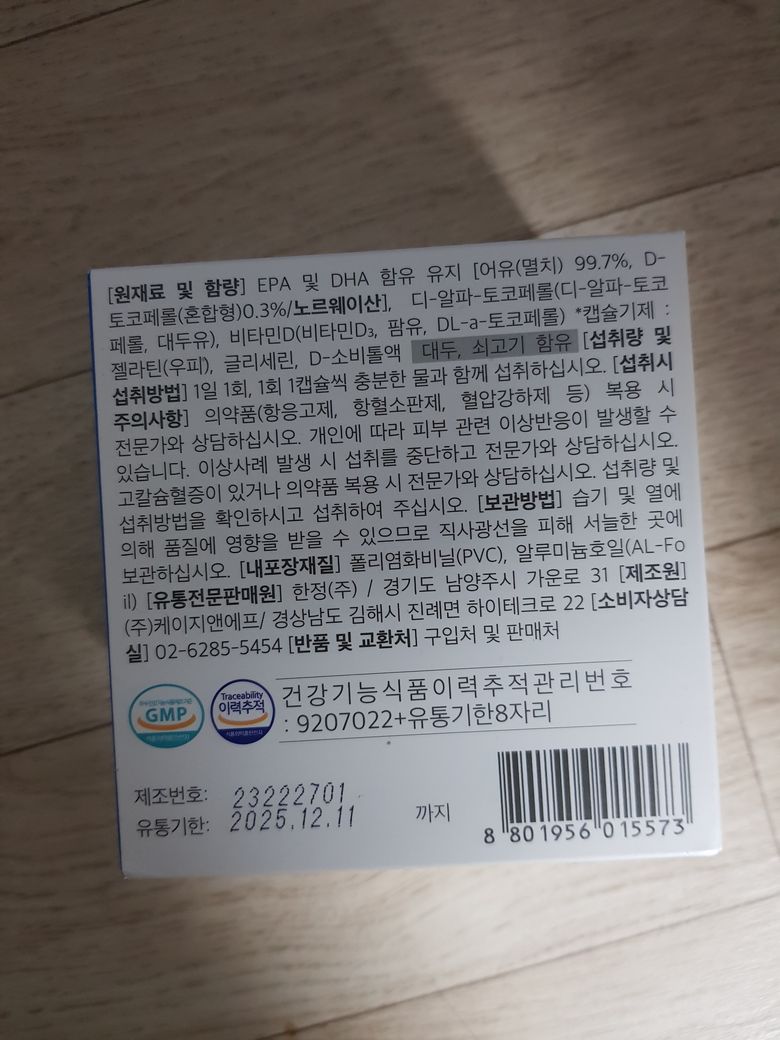 [원재료 및 함량] EPA 및 DHA 함유 유지 [어유(멸치) 99.7%, D-
토코페롤(혼합형)0.3%/노르웨이산], 디-알파-토코페롤(디-알파-토코
페롤, 대두유), 비타민D(비타민D₃, 팜유, DL-a-토코페롤) *캡슐기제 :
젤라틴(우피), 글리세린, D-소비톨액 대두, 쇠고기 함유 [섭취량 및
섭취방법] 1일 1회, 1회 1캡슐씩 충분한 물과 함께 섭취하십시오. [섭취시
주의사항] 의약품(항응고제, 항혈소판제, 혈압강하제 등) 복용 시
전문가와 상담하십시오. 개인에 따라 피부 관련 이상반응이 발생할 수
있습니다. 이상사례 발생 시 섭취를 중단하고 전문가와 상담하십시오.
고칼슘혈증이 있거나 의약품 복용 시 전문가와 상담하십시오. 섭취량 및
섭취방법을 확인하시고 섭취하여 주십시오. [보관방법] 습기 및 열에
의해 품질에 영향을 받을 수 있으므로 직사광선을 피해 서늘한 곳에
보관하십시오. [내포장재질] 폴리염화비닐(PVC), 알루미늄호일(AL-Fo
il) [유통전문판매원] 한정(주) / 경기도 남양주시 가운로 31 [제조원]
(주)케이지앤에프/ 경상남도 김해시 진례면 하이테크로 22 [소비자상담
실] 02-6285-5454 [반품 및 교환처] 구입처 및 판매처
GMP
Traceability
이력추적
건강기능식품이력추적관리번호
: 9207022+유통기한8자리
제조번호: 23222701
유통기한: 2025.12.11 까지
8 801956 015573